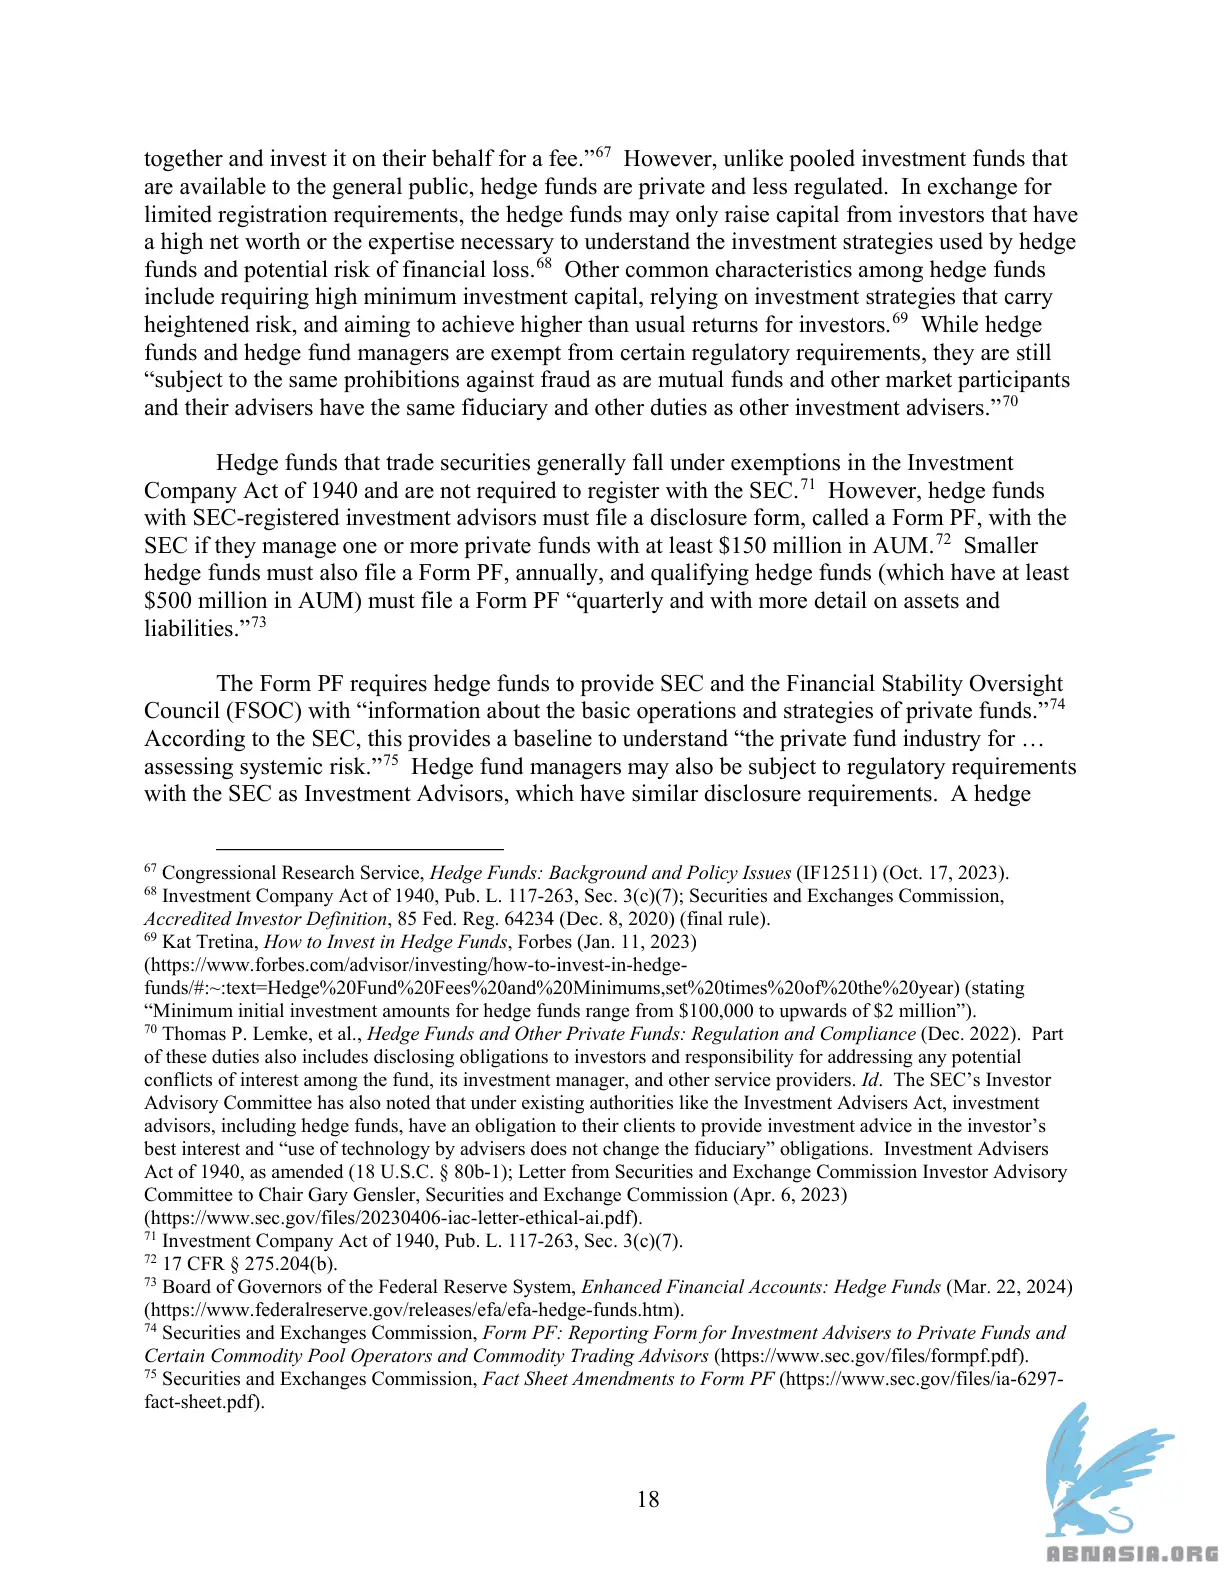 together and invest it on their behalf for a fee.”67 However, unlike pooled investment funds that
are available to the general public, hedge funds are private and less regulated. In exchange for
limited registration requirements, the hedge funds may only raise capital from investors that have
a high net worth or the expertise necessary to understand the investment strategies used by hedge
funds and potential risk of financial loss.68 Other common characteristics among hedge funds
include requiring high minimum investment capital, relying on investment strategies that carry
heightened risk, and aiming to achieve higher than usual returns for investors.69 While hedge
funds and hedge fund managers are exempt from certain regulatory requirements, they are still
“subject to the same prohibitions against fraud as are mutual funds and other market participants
and their advisers have the same fiduciary and other duties as other investment advisers.”70
Hedge funds that trade securities generally fall under exemptions in the Investment
Company Act of 1940 and are not required to register with the SEC.71 However, hedge funds
with SEC-registered investment advisors must file a disclosure form, called a Form PF, with the
SEC if they manage one or more private funds with at least $150 million in AUM.72 Smaller
hedge funds must also file a Form PF, annually, and qualifying hedge funds (which have at least
$500 million in AUM) must file a Form PF “quarterly and with more detail on assets and
liabilities.”73
The Form PF requires hedge funds to provide SEC and the Financial Stability Oversight
Council (FSOC) with “information about the basic operations and strategies of private funds.”74
According to the SEC, this provides a baseline to understand “the private fund industry for …
assessing systemic risk.”75 Hedge fund managers may also be subject to regulatory requirements
with the SEC as Investment Advisors, which have similar disclosure requirements. A hedge
67 Congressional Research Service, Hedge Funds: Background and Policy Issues (IF12511) (Oct. 17, 2023).
68 Investment Company Act of 1940, Pub. L. 117-263, Sec. 3(c)(7); Securities and Exchanges Commission,
Accredited Investor Definition, 85 Fed. Reg. 64234 (Dec. 8, 2020) (final rule).
69 Kat Tretina, How to Invest in Hedge Funds, Forbes (Jan. 11, 2023)
(https://www.forbes.com/advisor/investing/how-to-invest-in-hedge-
funds/#:~:text=Hedge%20Fund%20Fees%20and%20Minimums,set%20times%20of%20the%20year) (stating
“Minimum initial investment amounts for hedge funds range from $100,000 to upwards of $2 million”).
70 Thomas P. Lemke, et al., Hedge Funds and Other Private Funds: Regulation and Compliance (Dec. 2022). Part
of these duties also includes disclosing obligations to investors and responsibility for addressing any potential
conflicts of interest among the fund, its investment manager, and other service providers. Id. The SEC’s Investor
Advisory Committee has also noted that under existing authorities like the Investment Advisers Act, investment
advisors, including hedge funds, have an obligation to their clients to provide investment advice in the investor’s
best interest and “use of technology by advisers does not change the fiduciary” obligations. Investment Advisers
Act of 1940, as amended (18 U.S.C. § 80b-1); Letter from Securities and Exchange Commission Investor Advisory
Committee to Chair Gary Gensler, Securities and Exchange Commission (Apr. 6, 2023)
(https://www.sec.gov/files/20230406-iac-letter-ethical-ai.pdf).
71 Investment Company Act of 1940, Pub. L. 117-263, Sec. 3(c)(7).
72 17 CFR § 275.204(b).
73 Board of Governors of the Federal Reserve System, Enhanced Financial Accounts: Hedge Funds (Mar. 22, 2024)
(https://www.federalreserve.gov/releases/efa/efa-hedge-funds.htm).
74 Securities and Exchanges Commission, Form PF: Reporting Form for Investment Advisers to Private Funds and
Certain Commodity Pool Operators and Commodity Trading Advisors (https://www.sec.gov/files/formpf.pdf).
75 Securities and Exchanges Commission, Fact Sheet Amendments to Form PF (https://www.sec.gov/files/ia-6297-
fact-sheet.pdf).
18
ABNASIA.ORG